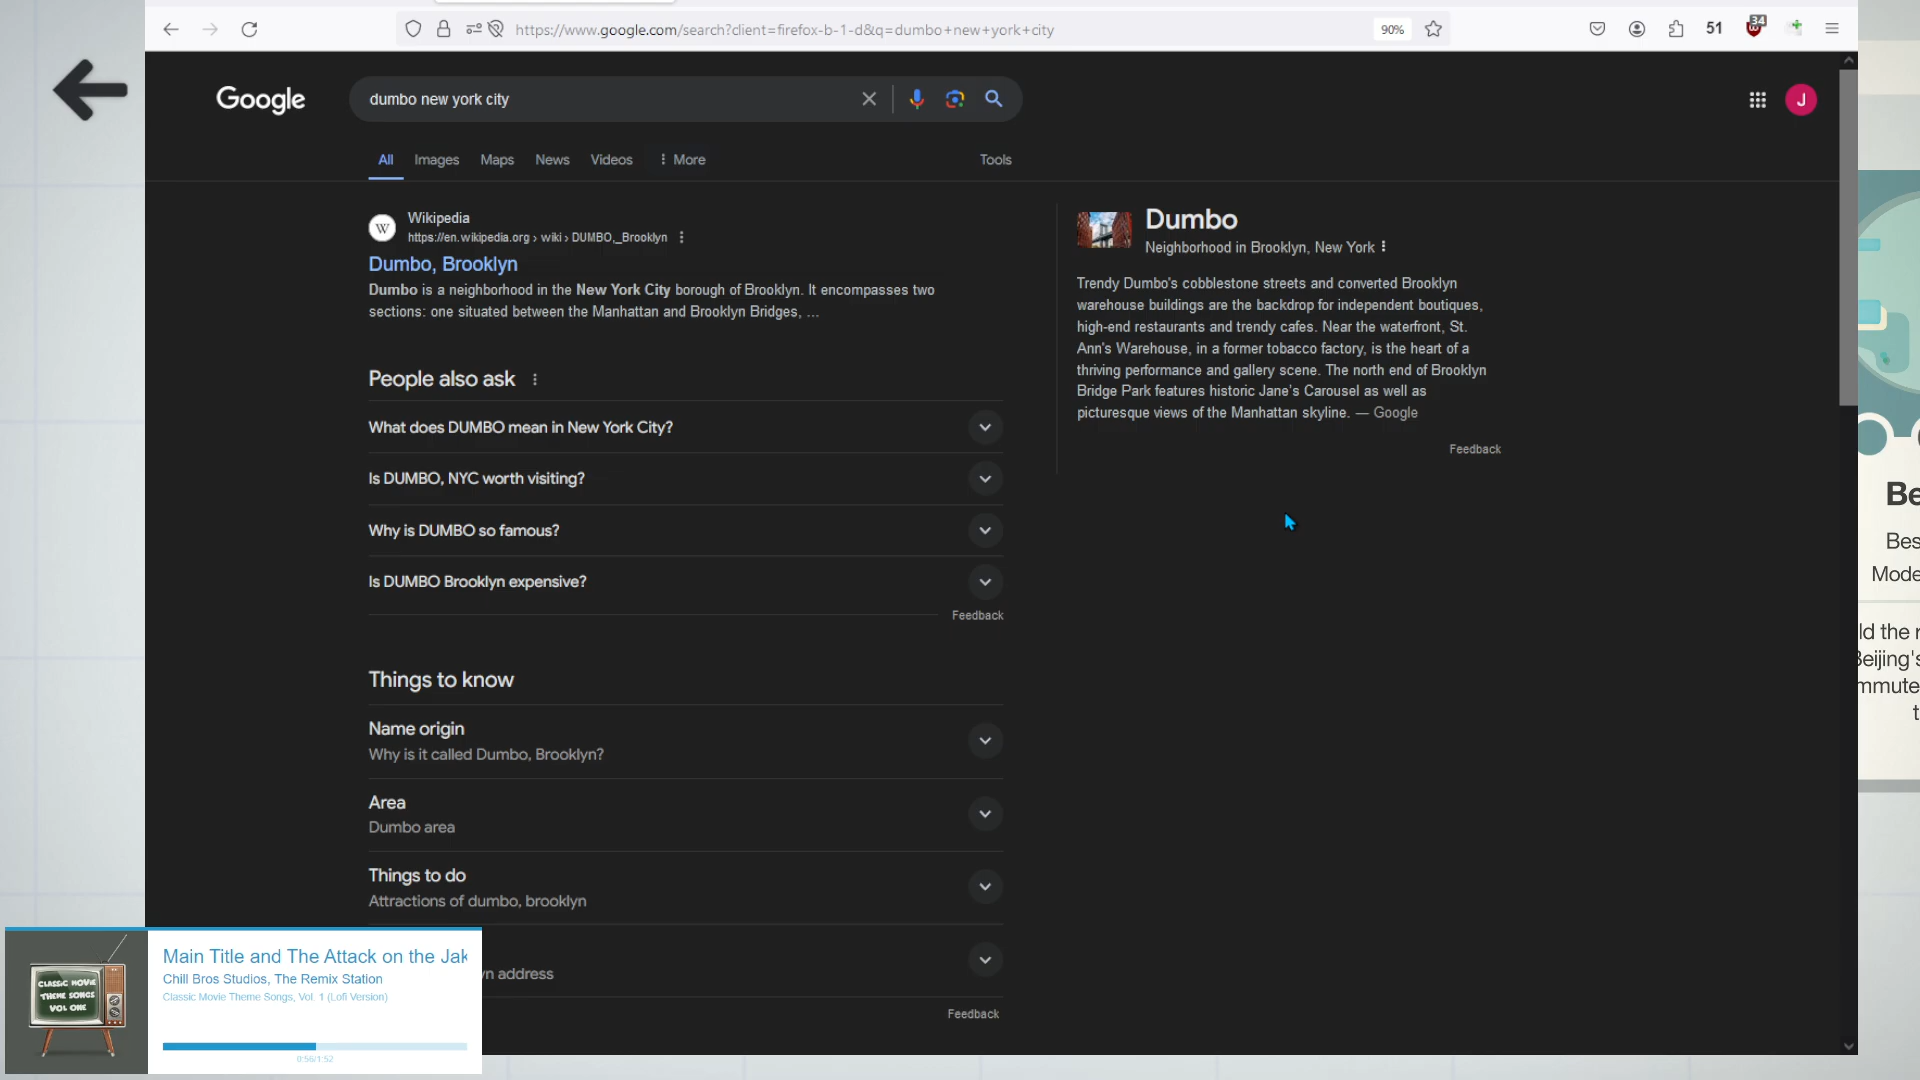 https://www.google.com/search?client=firefox-b-1-d&q=dumbo+new+york+city
90%
51
34
Google
dumbo new york city
J
All
Images
Maps
News
Videos
More
Tools
W
Wikipedia
https://en.wikipedia.org › wiki › DUMBO,_Brooklyn
Dumbo, Brooklyn
Dumbo is a neighborhood in the New York City borough of Brooklyn. It encompasses two
sections: one situated between the Manhattan and Brooklyn Bridges, ...
People also ask
What does DUMBO mean in New York City?
Is DUMBO, NYC worth visiting?
Why is DUMBO so famous?
Is DUMBO Brooklyn expensive?
Feedback
Things to know
Name origin
Why is it called Dumbo, Brooklyn?
Area
Dumbo area
Things to do
Attractions of dumbo, brooklyn
n address
Feedback
Dumbo
Neighborhood in Brooklyn, New York
Trendy Dumbo's cobblestone streets and converted Brooklyn
warehouse buildings are the backdrop for independent boutiques,
high-end restaurants and trendy cafes. Near the waterfront, St.
Ann's Warehouse, in a former tobacco factory, is the heart of a
thriving performance and gallery scene. The north end of Brooklyn
Bridge Park features historic Jane's Carousel as well as
picturesque views of the Manhattan skyline. — Google
Feedback
Be
Bes
Mode
ld the r
Beijing's
mmute
t
CLASSIC MOVIE
THEME SONGS
VOL ONE
Main Title and The Attack on the Jak
Chill Bros Studios, The Remix Station
Classic Movie Theme Songs, Vol. 1 (Lofi Version)
0:56/1:52